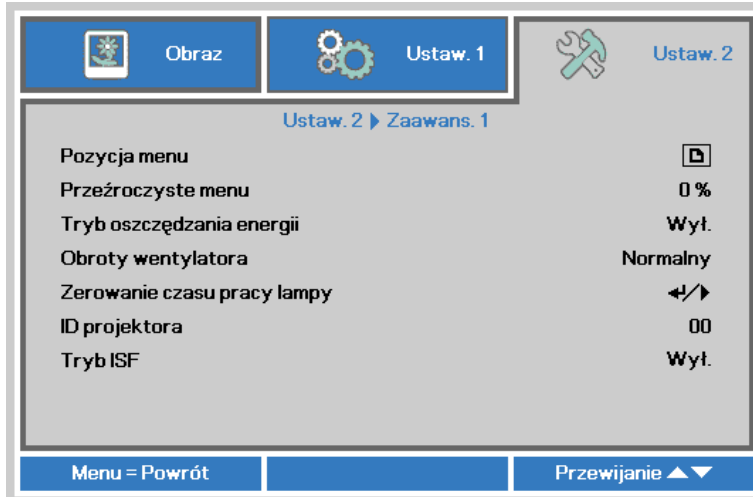 Obraz Ustaw. 1 Ustaw. 2
Ustaw. 2 ▶ Zaawans. 1
Pozycja menu
Przeźroczyste menu 0 %
Tryb oszczędzania energii Wył.
Obroty wentylatora Normalny
Zerowanie czasu pracy lampy ↵/▶
ID projektora 00
Tryb ISF Wył.
Menu = Powrót Przewijanie ▲▼